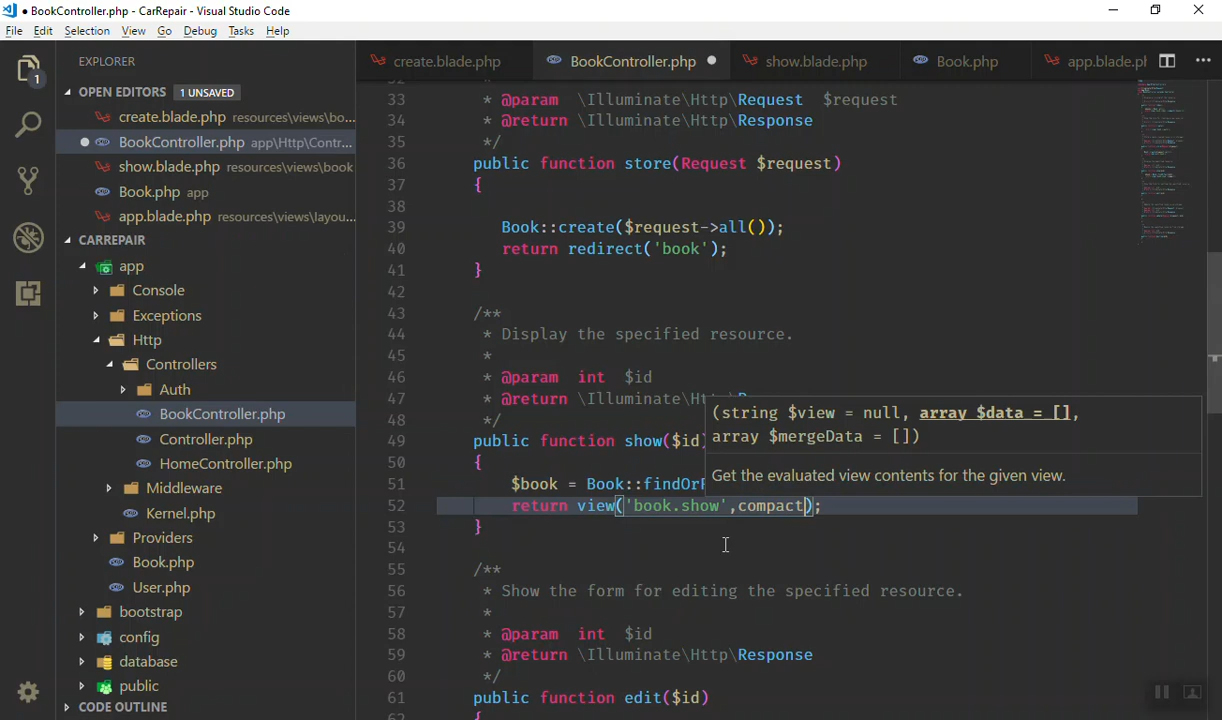 BookController.php - CarRepair - Visual Studio Code
File Edit Selection View Go Debug Tasks Help
EXPLORER
OPEN EDITORS 1 UNSAVED
create.blade.php resources\views\bo...
BookController.php app\Http\Contr...
show.blade.php resources\views\book
Book.php app
app.blade.php resources\views\layou...
CARREPAIR
app
Console
Exceptions
Http
Controllers
Auth
BookController.php
Controller.php
HomeController.php
Middleware
Kernel.php
Providers
Book.php
User.php
bootstrap
config
database
public
CODE OUTLINE
1
create.blade.php BookController.php show.blade.php Book.php app.blade.pl
33 * @param \Illuminate\Http\Request $request
34 * @return \Illuminate\Http\Response
35 */
36 public function store(Request $request)
37 {
38
39 Book::create($request->all());
40 return redirect('book');
41 }
42
43 /**
44 * Display the specified resource.
45 *
46 * @param int $id
47 * @return \Illuminate\Http\
48 */
49 public function show($id)
50 {
51 $book = Book::findOr
52 return view('book.show',compact);
53 }
54
55 /**
56 * Show the form for editing the specified resource.
57 *
58 * @param int $id
59 * @return \Illuminate\Http\Response
60 */
61 public function edit($id)
62 {
(string $view = null, array $data = [],
array $mergeData = [])
Get the evaluated view contents for the given view.